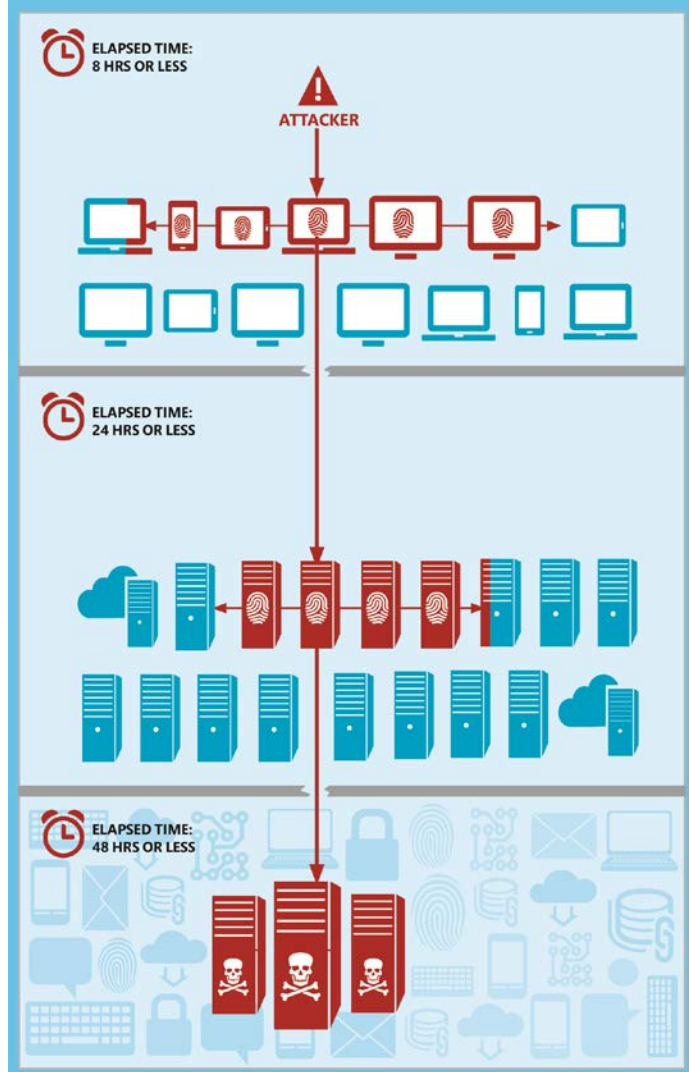 ELAPSED TIME:
8 HRS OR LESS
ATTACKER
ELAPSED TIME:
24 HRS OR LESS
ELAPSED TIME:
48 HRS OR LESS